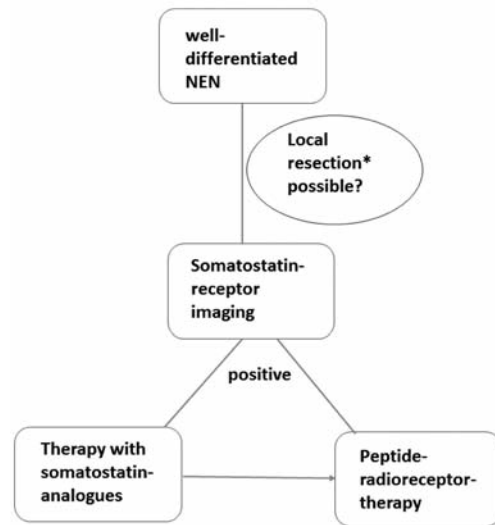 well-
differentiated
NEN
Local
resection*
possible?
Somatostatin-
receptor
imaging
positive
Therapy with
somatostatin-
analogues
Peptide-
radioreceptor-
therapy